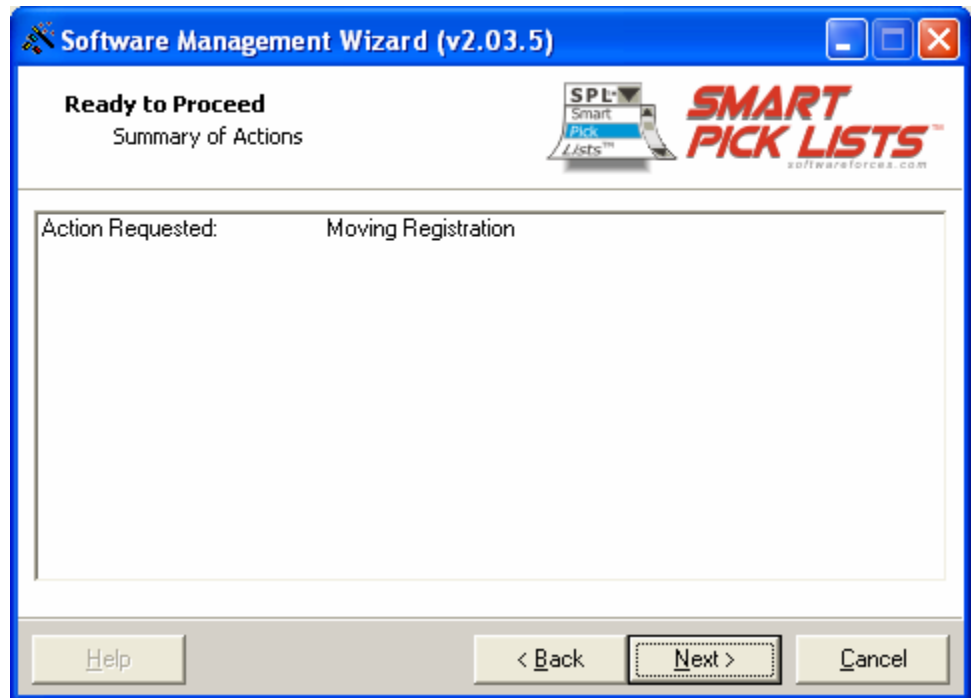 Software Management Wizard (v2.03.5)
Ready to Proceed
Summary of Actions
SPL
Smart
Pick
Lists™
SMART
PICK LISTS™
softwareforces.com
Action Requested: Moving Registration
Help
< Back
Next >
Cancel